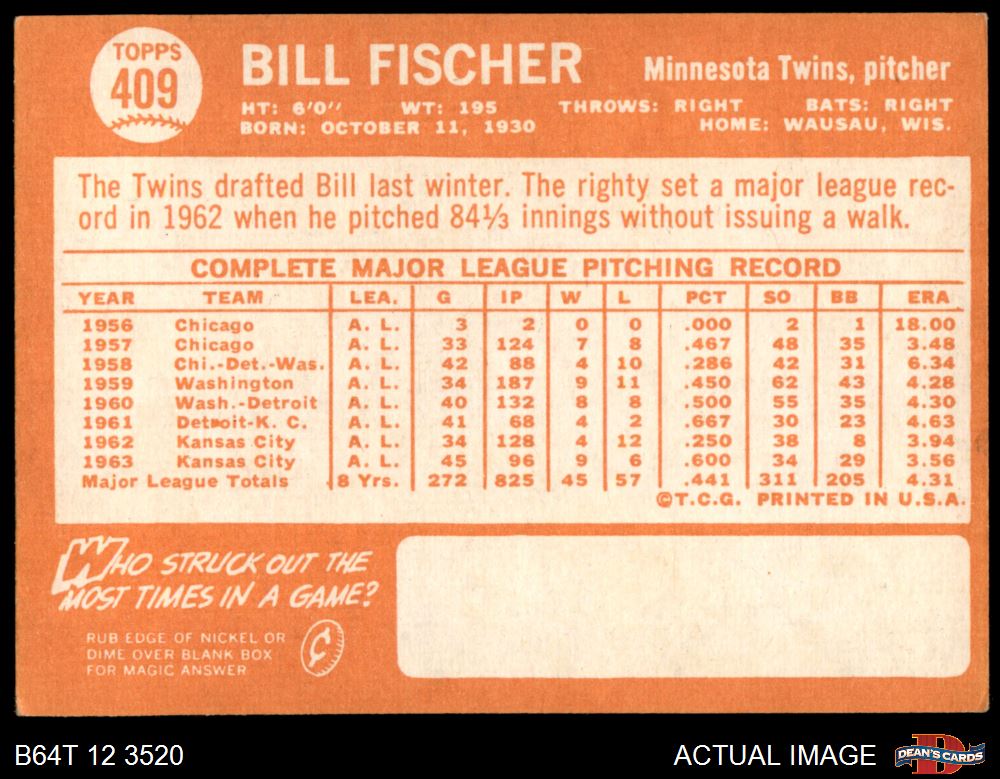 TOPPS
409
BILL FISCHER
Minnesota Twins, pitcher
HT: 6'0'' WT: 195 THROWS: RIGHT BATS: RIGHT
BORN: OCTOBER 11, 1930 HOME: WAUSAU, WIS.
The Twins drafted Bill last winter. The righty set a major league rec-
ord in 1962 when he pitched 84⅓ innings without issuing a walk.
COMPLETE MAJOR LEAGUE PITCHING RECORD
YEAR TEAM LEA. G IP W L PCT SO BB ERA
1956 Chicago A. L. 3 2 0 0 .000 2 1 18.00
1957 Chicago A. L. 33 124 7 8 .467 48 35 3.48
1958 Chi.-Det.-Was. A. L. 42 88 4 10 .286 42 31 6.34
1959 Washington A. L. 34 187 9 11 .450 62 43 4.28
1960 Wash.-Detroit A. L. 40 132 8 8 .500 55 35 4.30
1961 Detroit-K. C. A. L. 41 68 4 2 .667 30 23 4.63
1962 Kansas City A. L. 34 128 4 12 .250 38 8 3.94
1963 Kansas City A. L. 45 96 9 6 .600 34 29 3.56
Major League Totals 8 Yrs. 272 825 45 57 .441 311 205 4.31
©T.C.G. PRINTED IN U.S.A.
WHO STRUCK OUT THE
MOST TIMES IN A GAME?
RUB EDGE OF NICKEL OR
DIME OVER BLANK BOX
FOR MAGIC ANSWER
¢
B64T 12 3520
ACTUAL IMAGE
D
DEAN'S CARDS